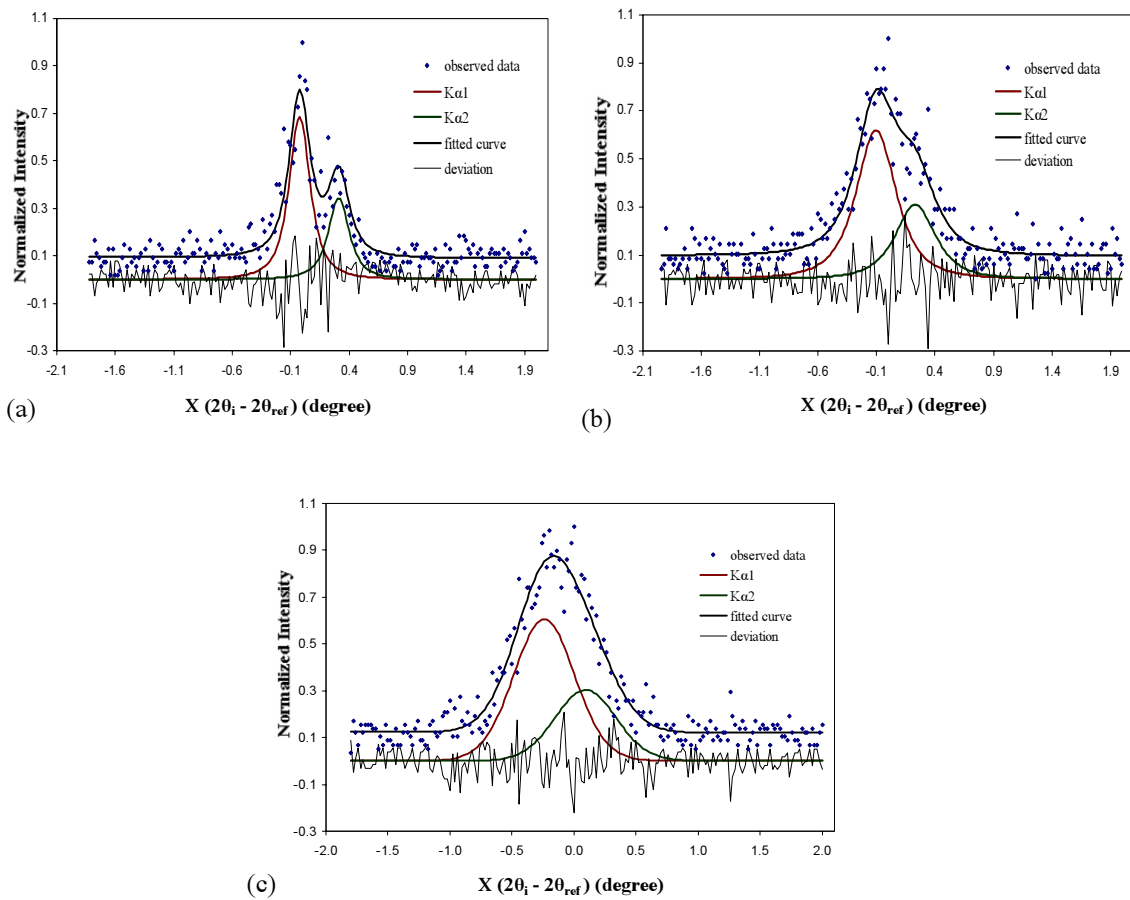 1.1
0.9
0.7
0.5
0.3
0.1
-0.1
-0.3
Normalized Intensity
observed data
Kα1
Kα2
fitted curve
deviation
-2.1 -1.6 -1.1 -0.6 -0.1 0.4 0.9 1.4 1.9
X (2θi - 2θref ) (degree)
(a)
1.1
0.9
0.7
0.5
0.3
0.1
-0.1
-0.3
Normalized Intensity
observed data
Kα1
Kα2
fitted curve
deviation
-2.1 -1.6 -1.1 -0.6 -0.1 0.4 0.9 1.4 1.9
X (2θi - 2θref ) (degree)
(b)
1.1
0.9
0.7
0.5
0.3
0.1
-0.1
-0.3
Normalized Intensity
observed data
Kα1
Kα2
fitted curve
deviation
-2.0 -1.5 -1.0 -0.5 0.0 0.5 1.0 1.5 2.0
X (2θi - 2θref ) (degree)
(c)